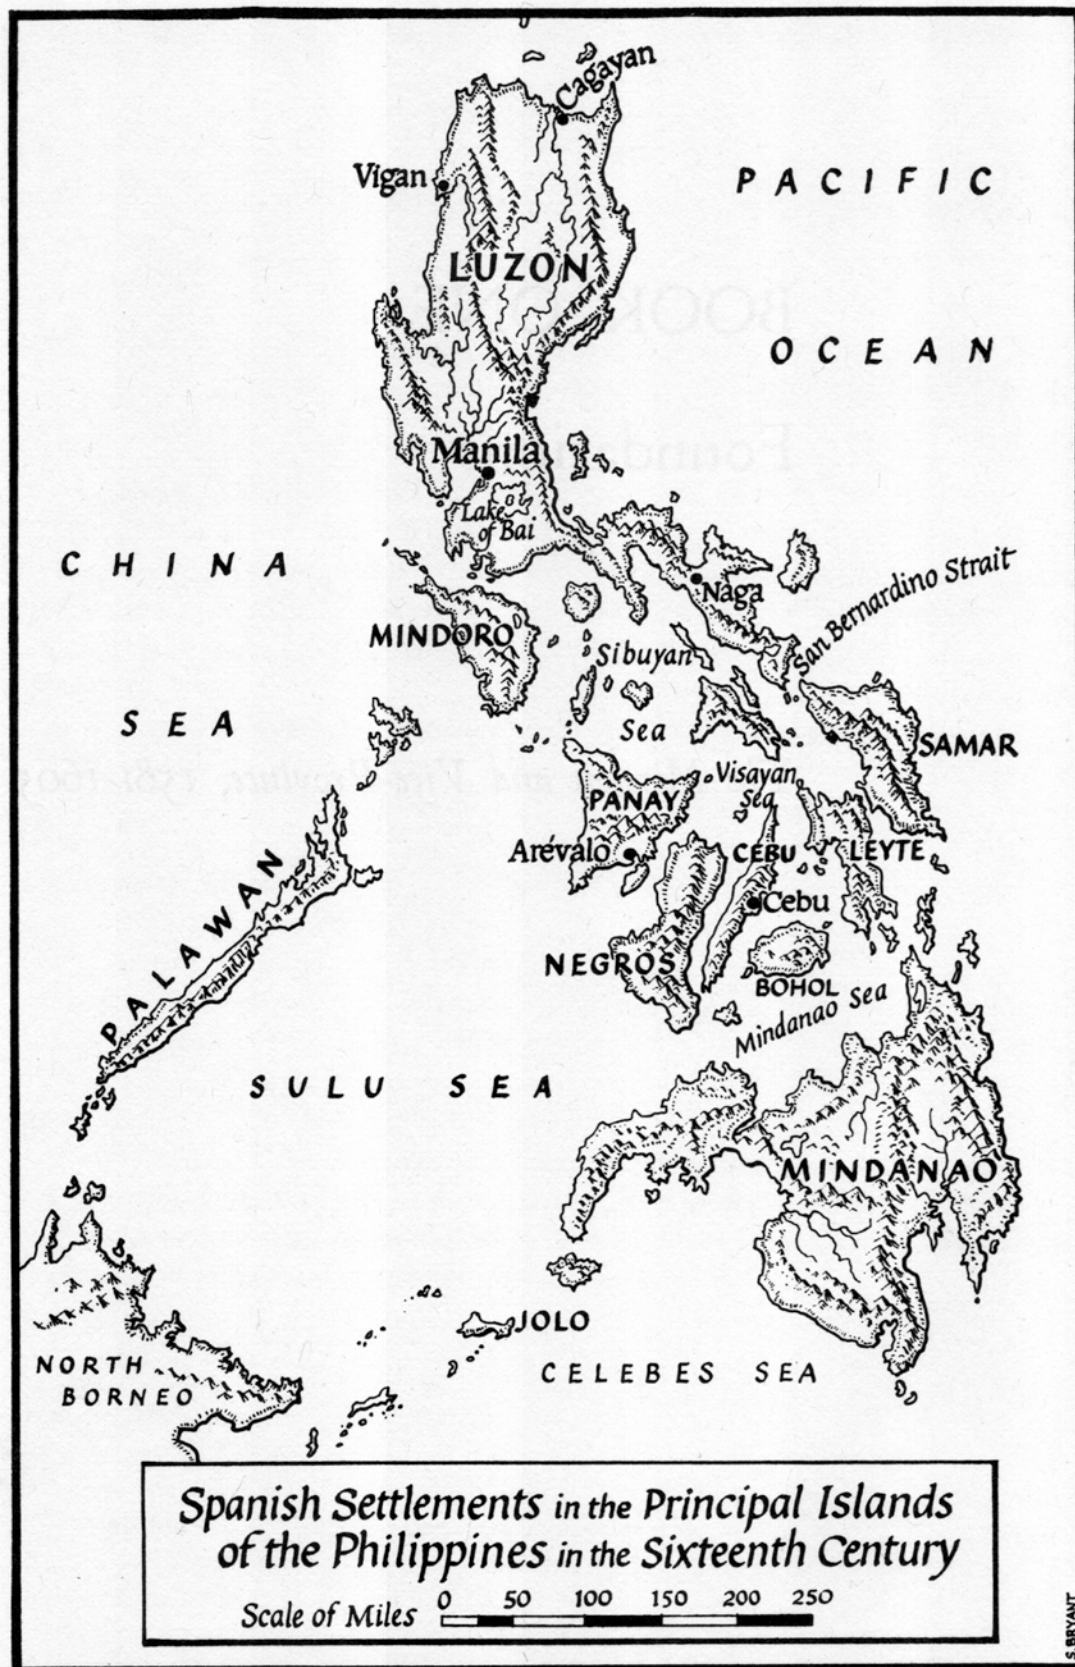 Cagayan
Vigan
PACIFIC
LUZON
OCEAN
Manila
Lake
of Bai
CHINA
Naga
San Bernardino Strait
MINDORO
Sibuyan
SEA
Sea
SAMAR
Visayan
Sea
PANAY
Arévalo
CEBU
LEYTE
PALAWAN
Cebu
NEGROS
BOHOL
Mindanao Sea
SULU SEA
MINDANAO
JOLO
NORTH
BORNEO
CELEBES SEA
Spanish Settlements in the Principal Islands
of the Philippines in the Sixteenth Century
Scale of Miles 0 50 100 150 200 250
S. BRYANT